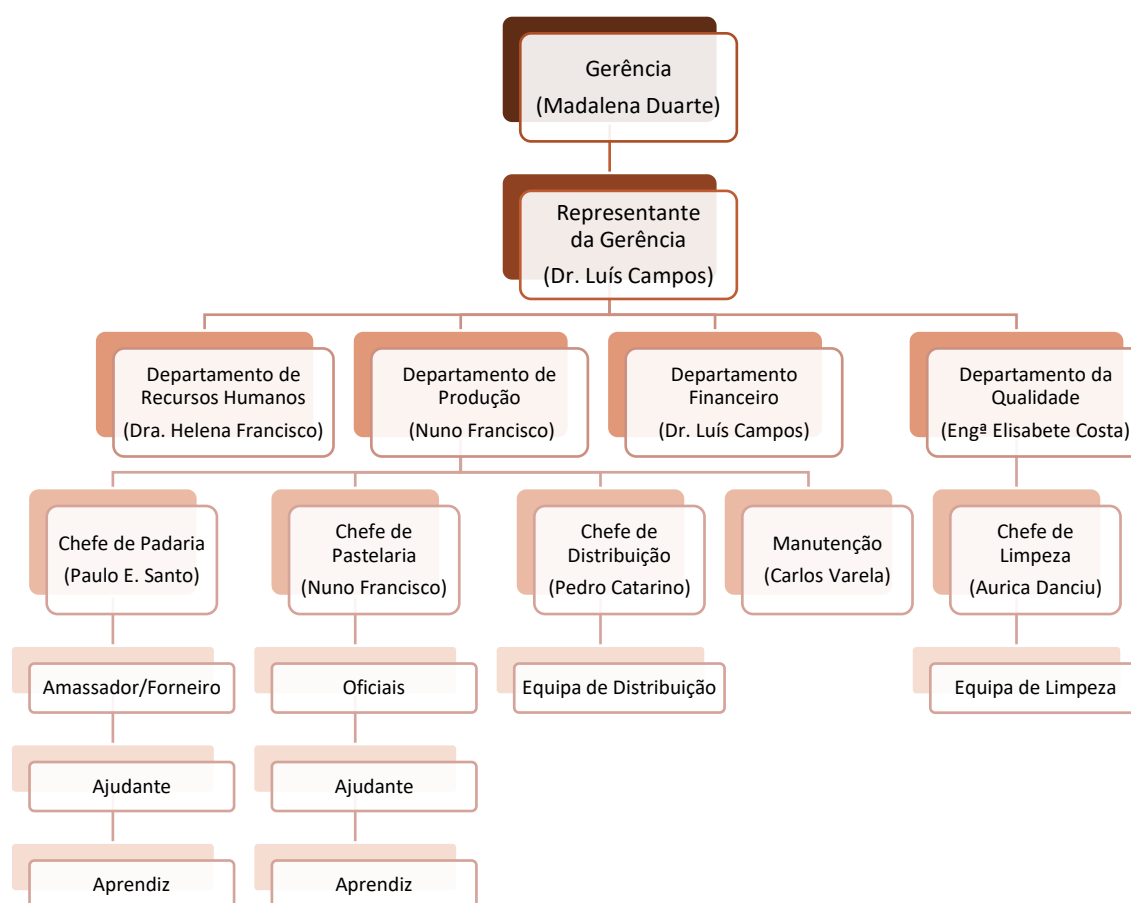 Gerência
(Madalena Duarte)
Representante
da Gerência
(Dr. Luís Campos)
Departamento de
Recursos Humanos
(Dra. Helena Francisco)
Departamento de
Produção
(Nuno Francisco)
Departamento
Financeiro
(Dr. Luís Campos)
Departamento da
Qualidade
(Engª Elisabete Costa)
Chefe de Padaria
(Paulo E. Santo)
Chefe de
Pastelaria
(Nuno Francisco)
Chefe de
Distribuição
(Pedro Catarino)
Manutenção
(Carlos Varela)
Chefe de
Limpeza
(Aurica Danciu)
Amassador/Forneiro
Oficiais
Equipa de Distribuição
Equipa de Limpeza
Ajudante
Ajudante
Aprendiz
Aprendiz